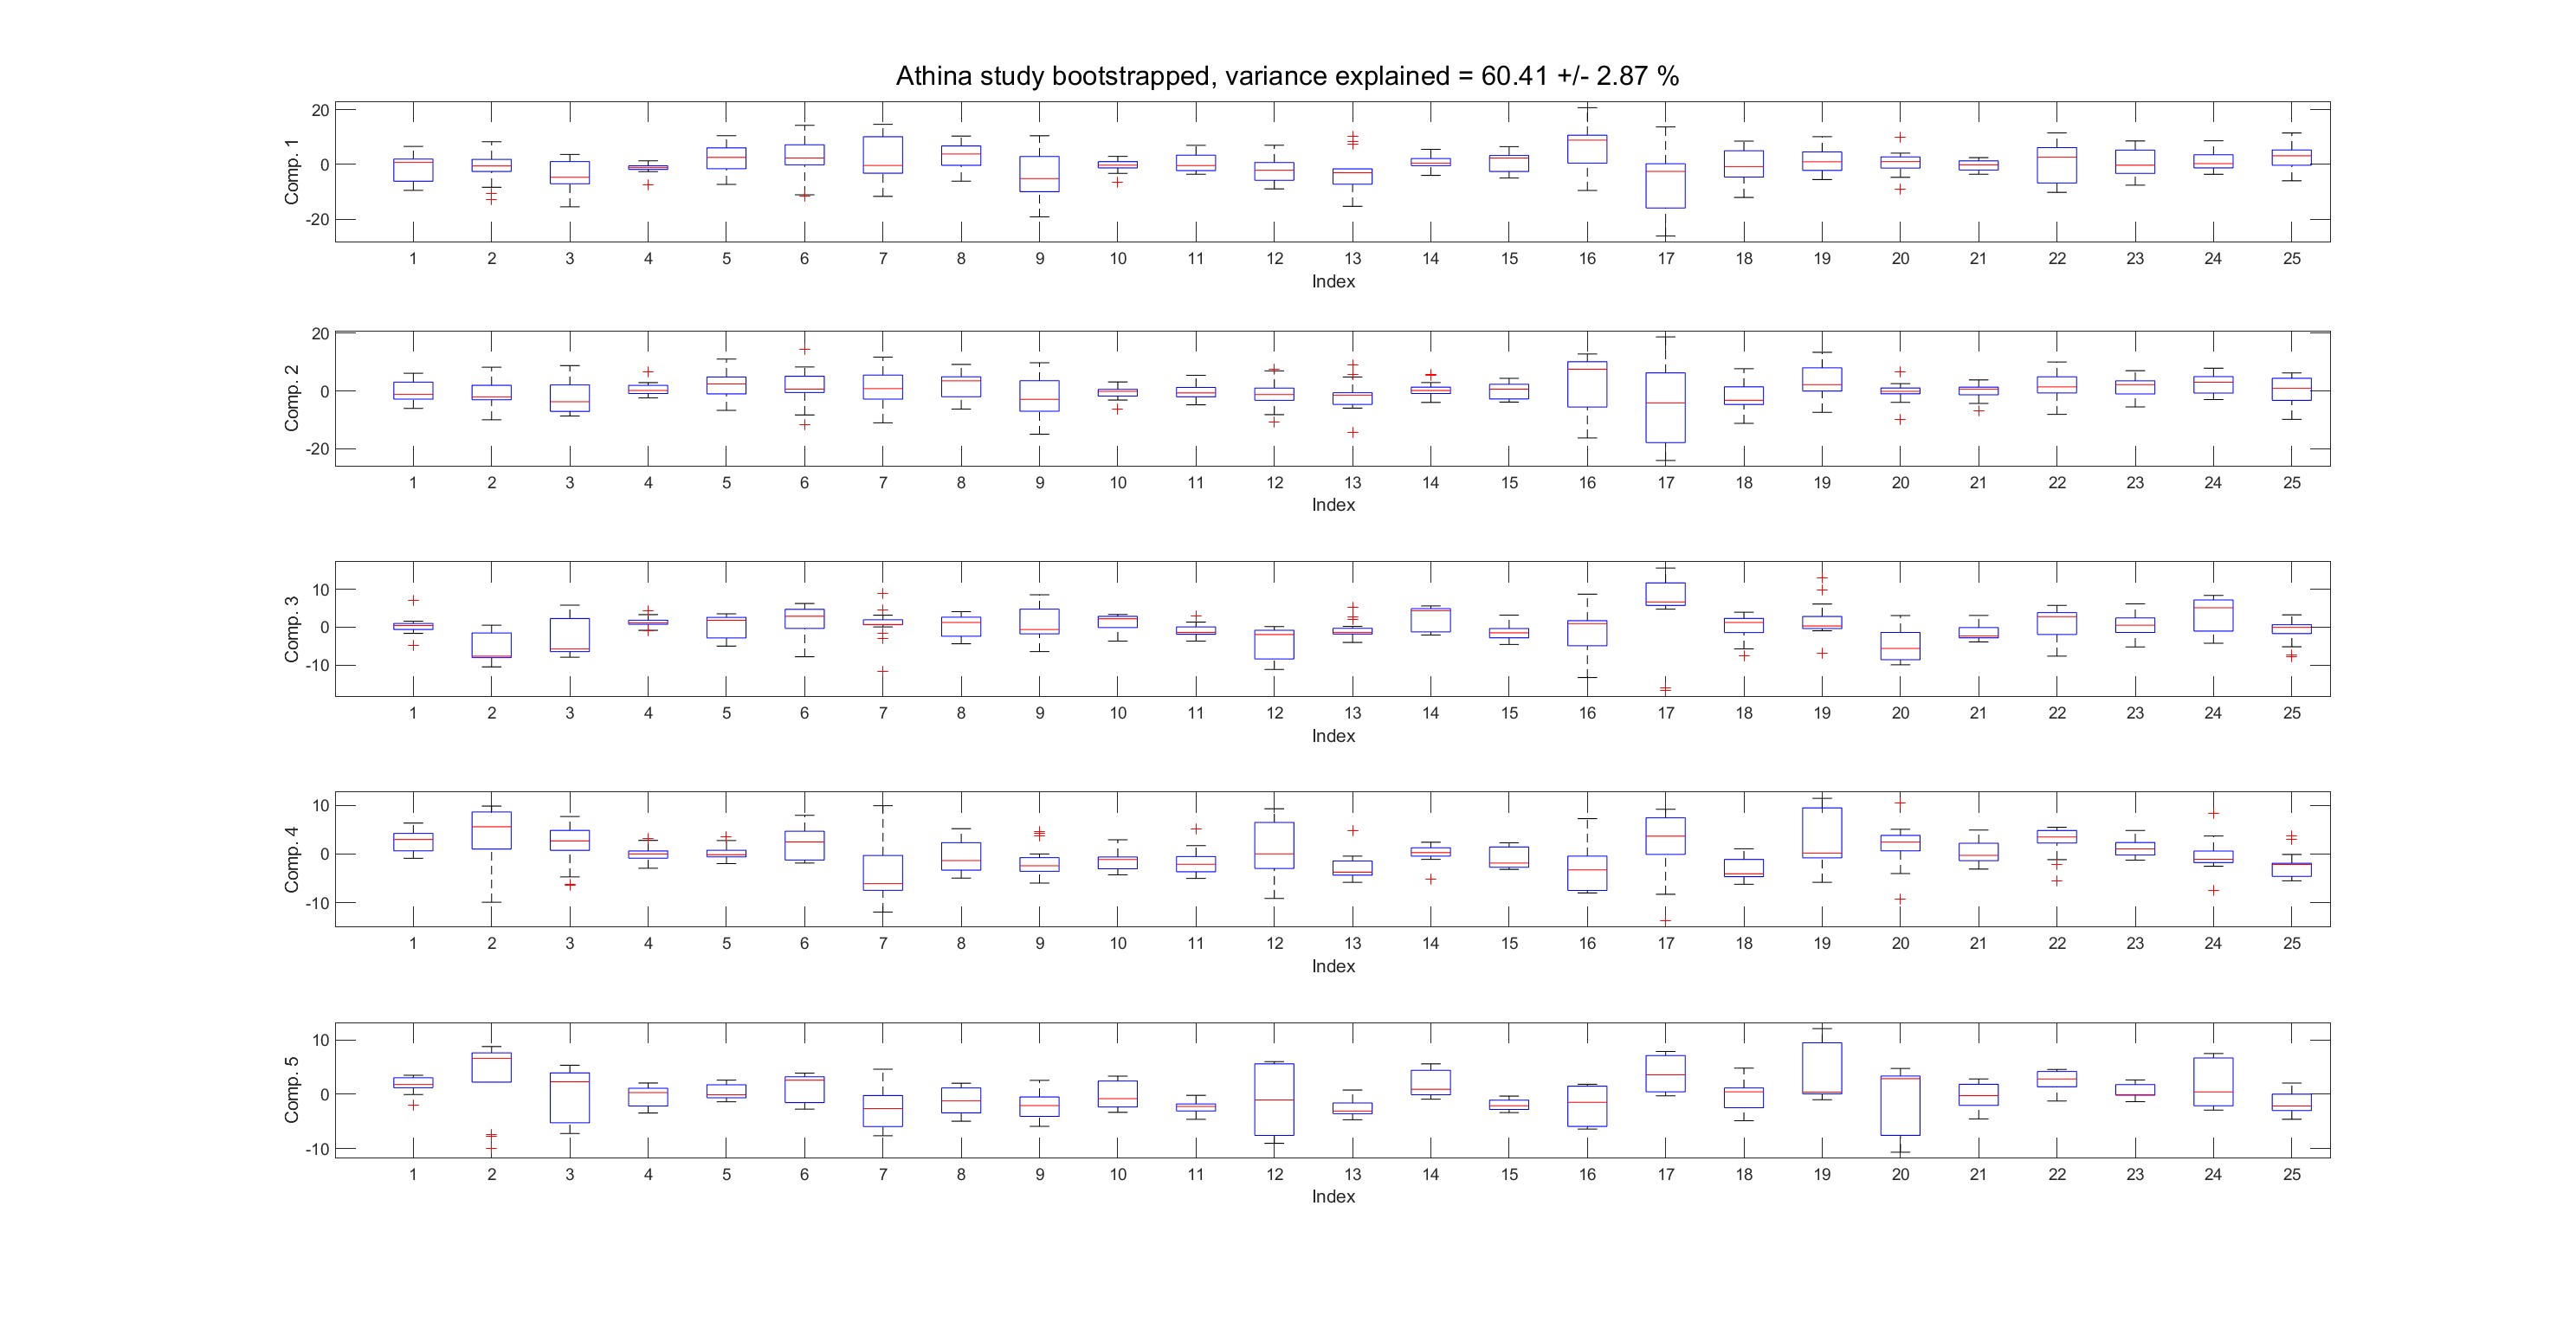 Athina study bootstrapped, variance explained = 60.41 +/- 2.87 %
Comp. 1
20
0
-20
1 2 3 4 5 6 7 8 9 10 11 12 13 14 15 16 17 18 19 20 21 22 23 24 25
Index
Comp. 2
20
0
-20
1 2 3 4 5 6 7 8 9 10 11 12 13 14 15 16 17 18 19 20 21 22 23 24 25
Index
Comp. 3
10
0
-10
1 2 3 4 5 6 7 8 9 10 11 12 13 14 15 16 17 18 19 20 21 22 23 24 25
Index
Comp. 4
10
0
-10
1 2 3 4 5 6 7 8 9 10 11 12 13 14 15 16 17 18 19 20 21 22 23 24 25
Index
Comp. 5
10
0
-10
1 2 3 4 5 6 7 8 9 10 11 12 13 14 15 16 17 18 19 20 21 22 23 24 25
Index